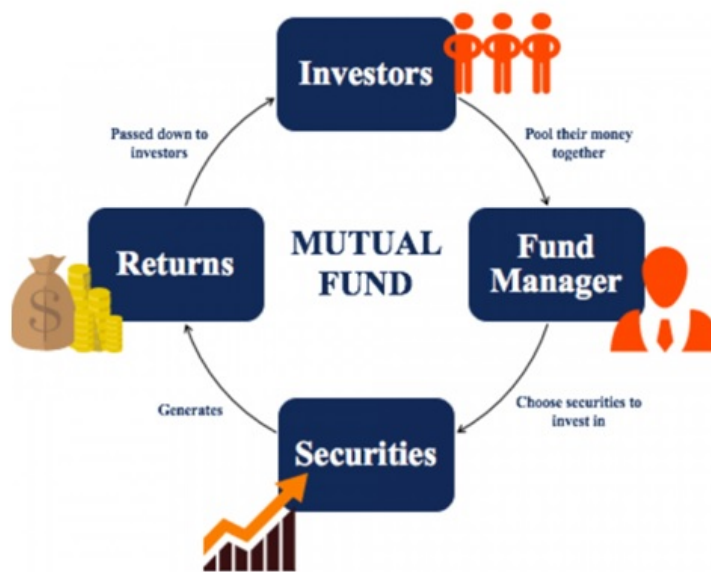 Investors
Passed down to
investors
Pool their money
together
Returns
MUTUAL
FUND
Fund
Manager
$
Generates
Choose securities to
invest in
Securities